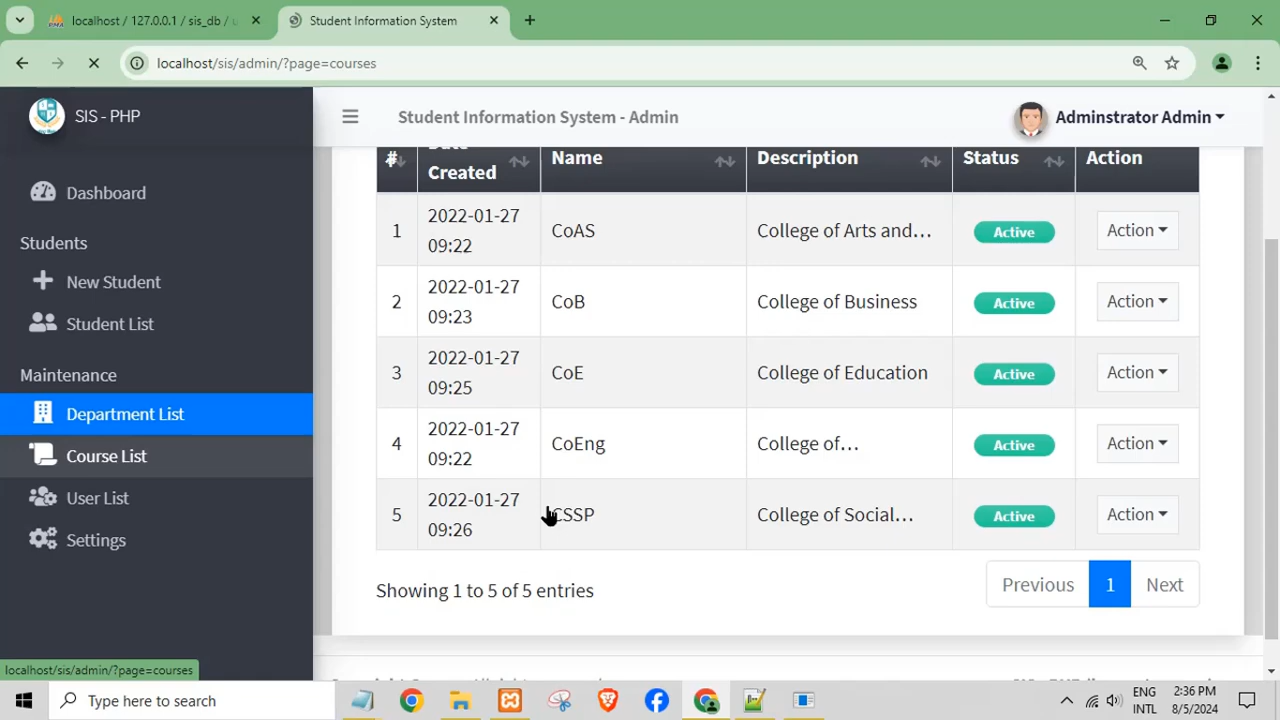 localhost / 127.0.0.1 / sis_db / u
Student Information System
localhost/sis/admin/?page=courses
SIS - PHP
Student Information System - Admin
Adminstrator Admin
Dashboard
Students
New Student
Student List
Maintenance
Department List
Course List
User List
Settings
# Date Created Name Description Status Action
1 2022-01-27 09:22 CoAS College of Arts and... Active Action
2 2022-01-27 09:23 CoB College of Business Active Action
3 2022-01-27 09:25 CoE College of Education Active Action
4 2022-01-27 09:22 CoEng College of... Active Action
5 2022-01-27 09:26 CSSP College of Social... Active Action
Showing 1 to 5 of 5 entries
Previous 1 Next
localhost/sis/admin/?page=courses
Type here to search
ENG
INTL
2:36 PM
8/5/2024